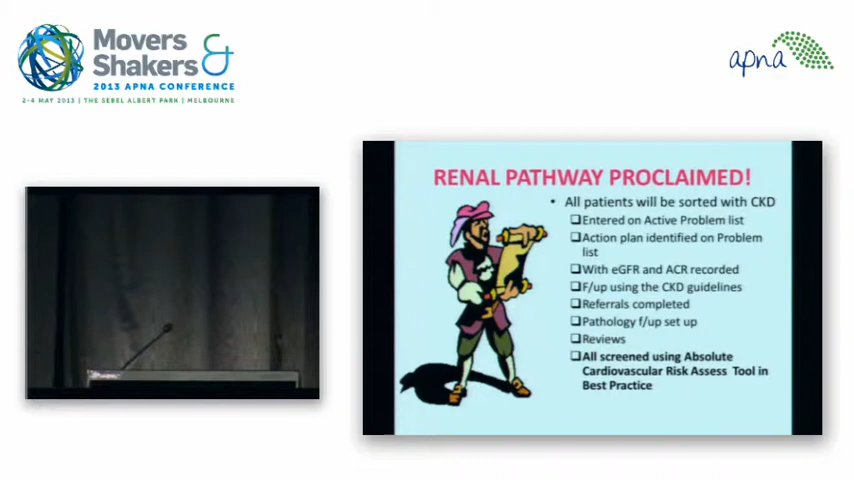 Movers &
Shakers
2013 APNA CONFERENCE
2-4 MAY 2013 | THE SEBEL ALBERT PARK | MELBOURNE
apna
RENAL PATHWAY PROCLAIMED!
• All patients will be sorted with CKD
❑Entered on Active Problem list
❑Action plan identified on Problem
list
❑With eGFR and ACR recorded
❑F/up using the CKD guidelines
❑Referrals completed
❑Pathology f/up set up
❑Reviews
❑All screened using Absolute
Cardiovascular Risk Assess Tool in
Best Practice